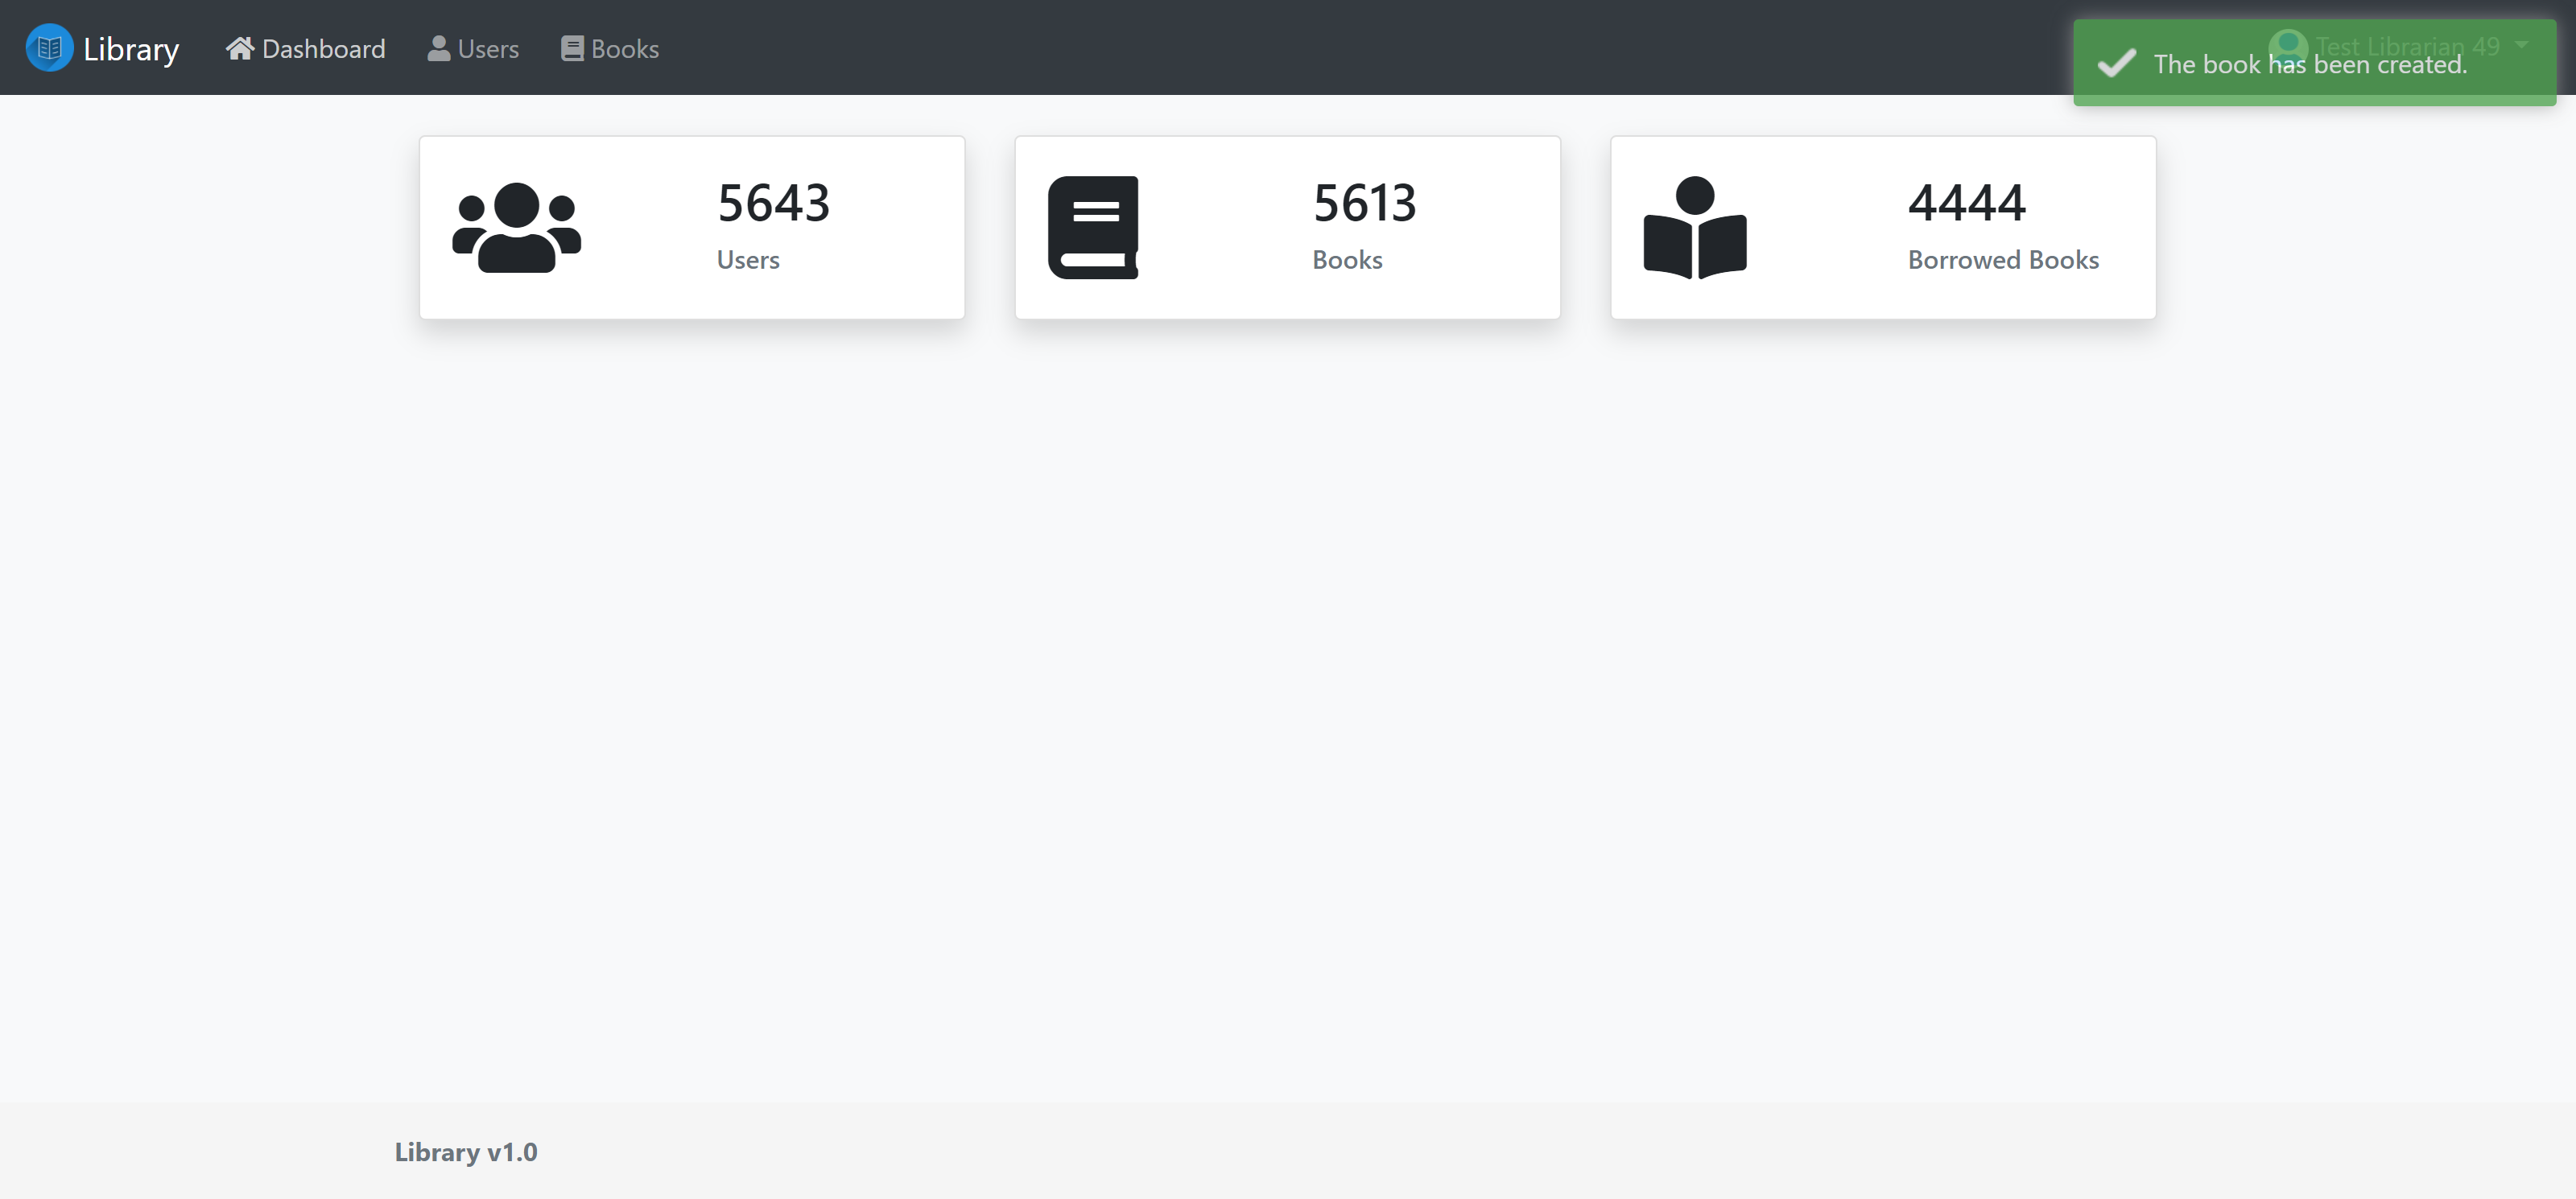 Library
Dashboard
Users
Books
Test Librarian 49
The book has been created.
5643
Users
5613
Books
4444
Borrowed Books
Library v1.0